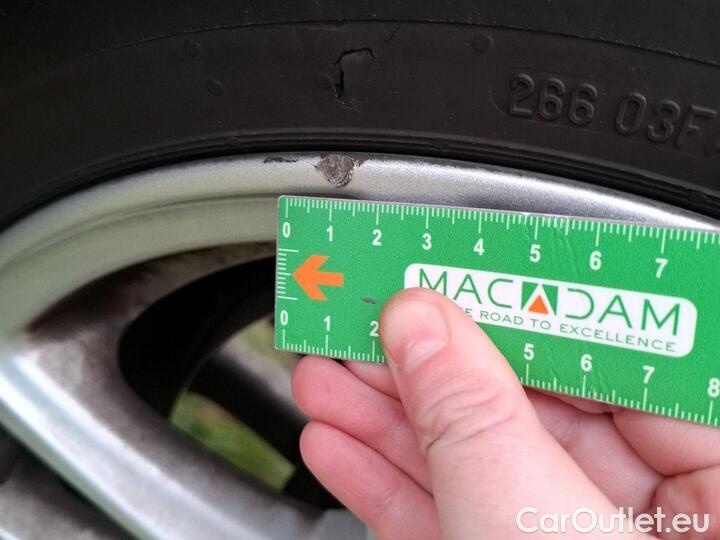 266 03F
0 1 2 3 4 5 6 7
MACADAM
E ROAD TO EXCELLENCE
0 1 2 5 6 7 8
CarOutlet.eu